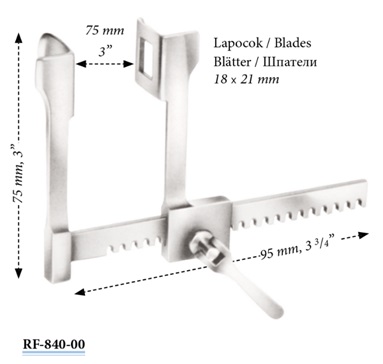 75 mm
3”
Lapocok / Blades
Blätter / Шпатели
18 x 21 mm
75 mm, 3”
95 mm, 3 3/4”
RF-840-00